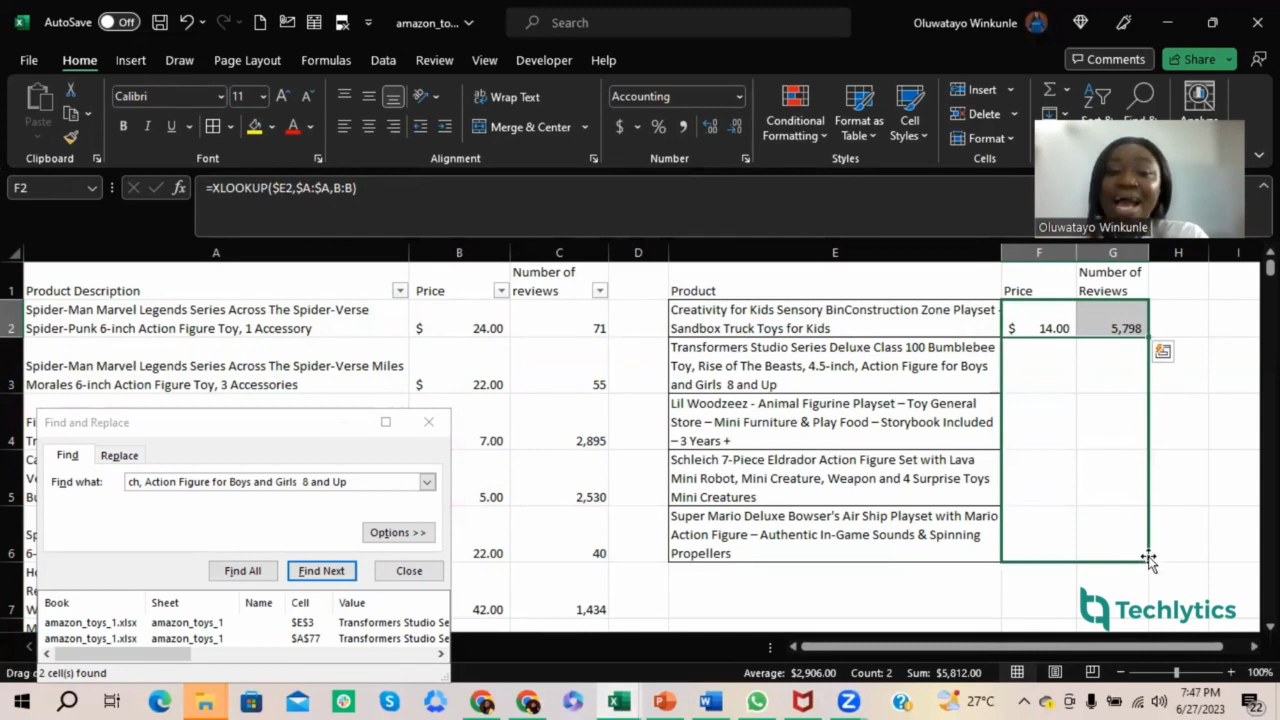 AutoSave Off amazon_to... Search Oluwatayo Winkunle
File Home Insert Draw Page Layout Formulas Data Review View Developer Help Comments Share
Calibri 11 Wrap Text Accounting Insert
Paste B I U Merge & Center $ % Conditional Formatting Format as Table Cell Styles Delete
Format
Clipboard Font Alignment Number Styles Cells
F2 fx =XLOOKUP($E2,$A:$A,B:B)
Oluwatayo Winkunle
A B C D E F G H I
1 Product Description Price Number of reviews Product Price Number of Reviews
2 Spider-Man Marvel Legends Series Across The Spider-Verse
Spider-Punk 6-inch Action Figure Toy, 1 Accessory $ 24.00 71
Creativity for Kids Sensory BinConstruction Zone Playset -
Sandbox Truck Toys for Kids $ 14.00 5,798
3 Spider-Man Marvel Legends Series Across The Spider-Verse Miles
Morales 6-inch Action Figure Toy, 3 Accessories $ 22.00 55
Transformers Studio Series Deluxe Class 100 Bumblebee
Toy, Rise of The Beasts, 4.5-inch, Action Figure for Boys
and Girls 8 and Up
4 7.00 2,895
Lil Woodzeez - Animal Figurine Playset – Toy General
Store – Mini Furniture & Play Food – Storybook Included
– 3 Years +
5 5.00 2,530
Schleich 7-Piece Eldrador Action Figure Set with Lava
Mini Robot, Mini Creature, Weapon and 4 Surprise Toys
Mini Creatures
6 22.00 40
Super Mario Deluxe Bowser's Air Ship Playset with Mario
Action Figure – Authentic In-Game Sounds & Spinning
Propellers
7 42.00 1,434
Find and Replace
Find Replace
Find what: ch, Action Figure for Boys and Girls 8 and Up
Options >>
Find All Find Next Close
Book Sheet Name Cell Value
amazon_toys_1.xlsx amazon_toys_1 $E$3 Transformers Studio Se
amazon_toys_1.xlsx amazon_toys_1 $A$77 Transformers Studio Se
2 cell(s) found
Techlytics
Drag Average: $2,906.00 Count: 2 Sum: $5,812.00 100%
27°C 7:47 PM
6/27/2023 22